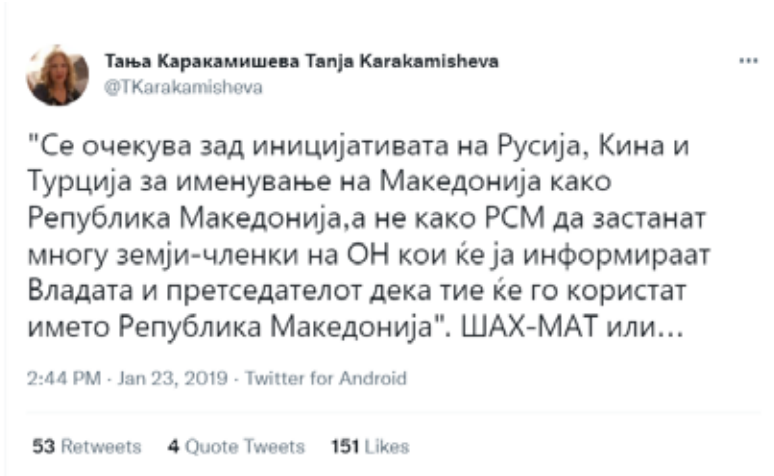 Тања Каракамишева Tanja Karakamisheva
@TKarakamisheva
"Се очекува зад иницијативата на Русија, Кина и
Турција за именување на Македонија како
Република Македонија,а не како РСМ да застанат
многу земји-членки на ОН кои ќе ја информираат
Владата и претседателот дека тие ќе го користат
името Република Македонија". ШАХ-МАТ или...
2:44 PM · Jan 23, 2019 · Twitter for Android
53 Retweets 4 Quote Tweets 151 Likes